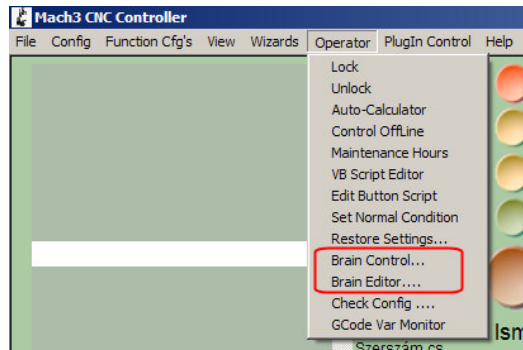 Mach3 CNC Controller
File Config Function Cfg's View Wizards Operator PlugIn Control Help
Lock
Unlock
Auto-Calculator
Control OffLine
Maintenance Hours
VB Script Editor
Edit Button Script
Set Normal Condition
Restore Settings...
Brain Control...
Brain Editor....
Check Config ....
GCode Var Monitor
Ism
Szerszám cs